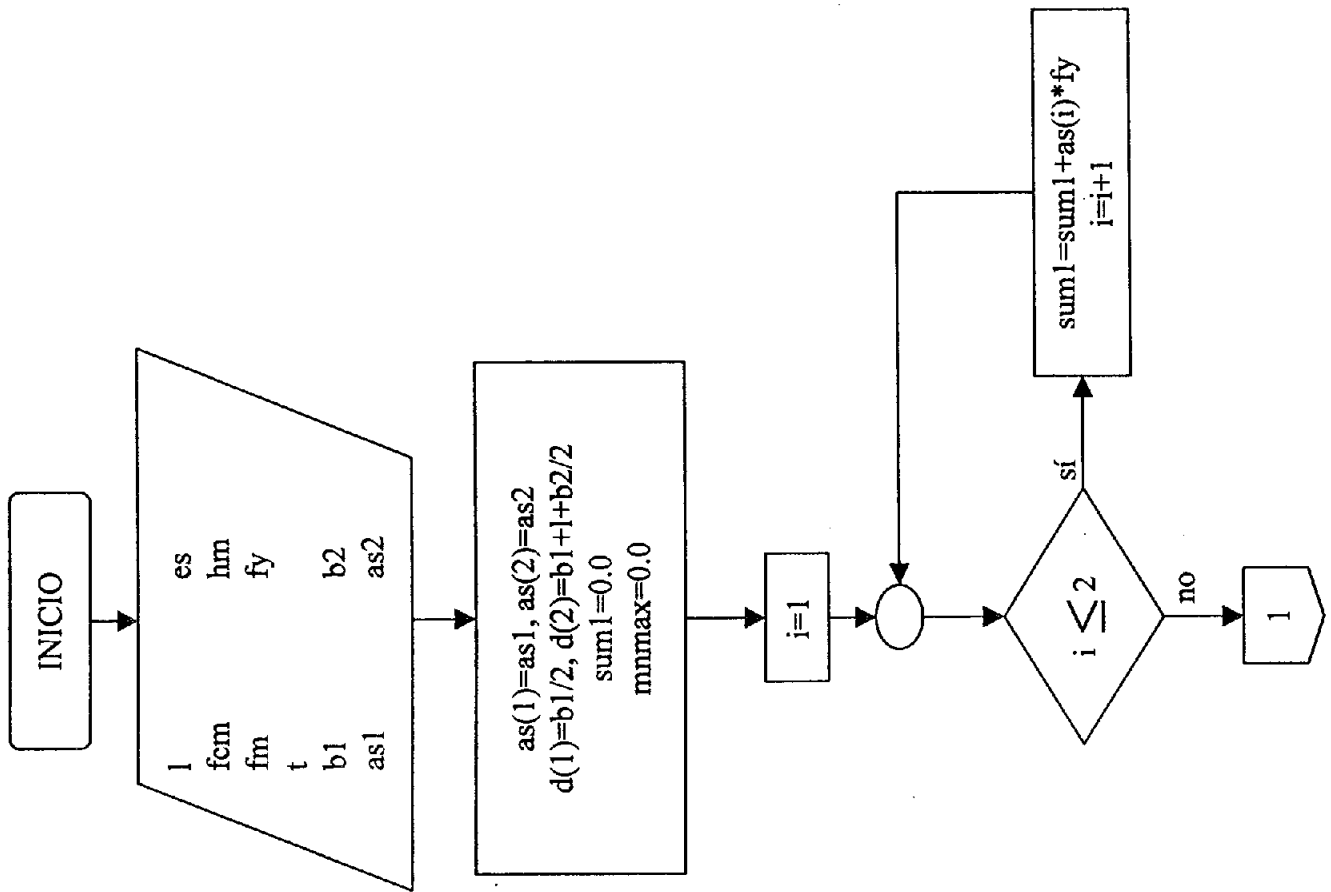 INICIO
l es
fcm hm
fm fy
t
b1 b2
as1 as2
as(1)=as1, as(2)=as2
d(1)=b1/2, d(2)=b1+l+b2/2
sum1=0.0
mnmax=0.0
i=1
i ≤ 2
sí
sum1=sum1+as(i)*fy
i=i+1
no
1